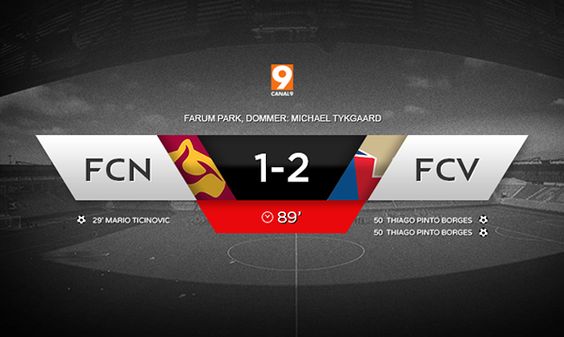 9
CANAL9
FARUM PARK, DOMMER: MICHAEL TYKGAARD
FCN 1-2 FCV
89'
29' MARIO TICINOVIC
50 THIAGO PINTO BORGES
50 THIAGO PINTO BORGES